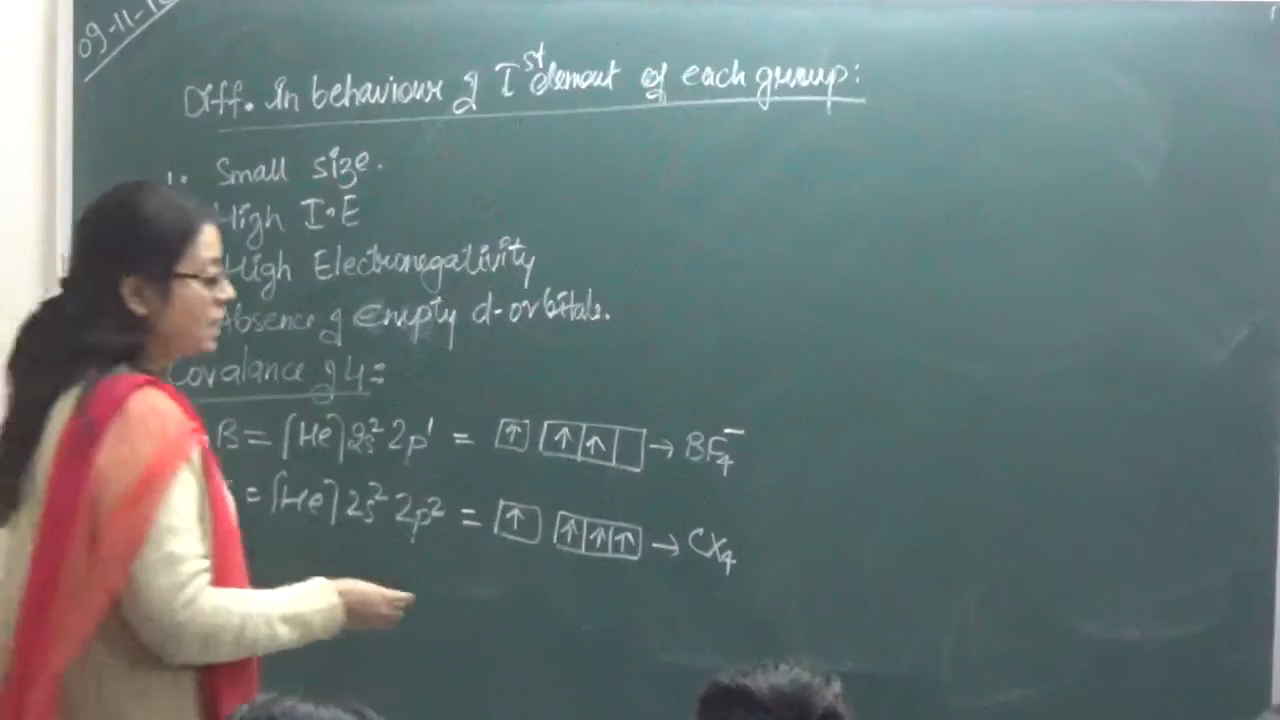 09-11-1
Diff. in behaviour of Ist element of each group:
1. Small size.
High I.E
High Electronegativity
Absence of empty d-orbitals.
Covalance of 4:
B = [He] 2s² 2p¹ = [↑] [↑][↑][ ] → BF₄⁻
= [He] 2s² 2p² = [↑] [↑][↑][↑] → CX₄